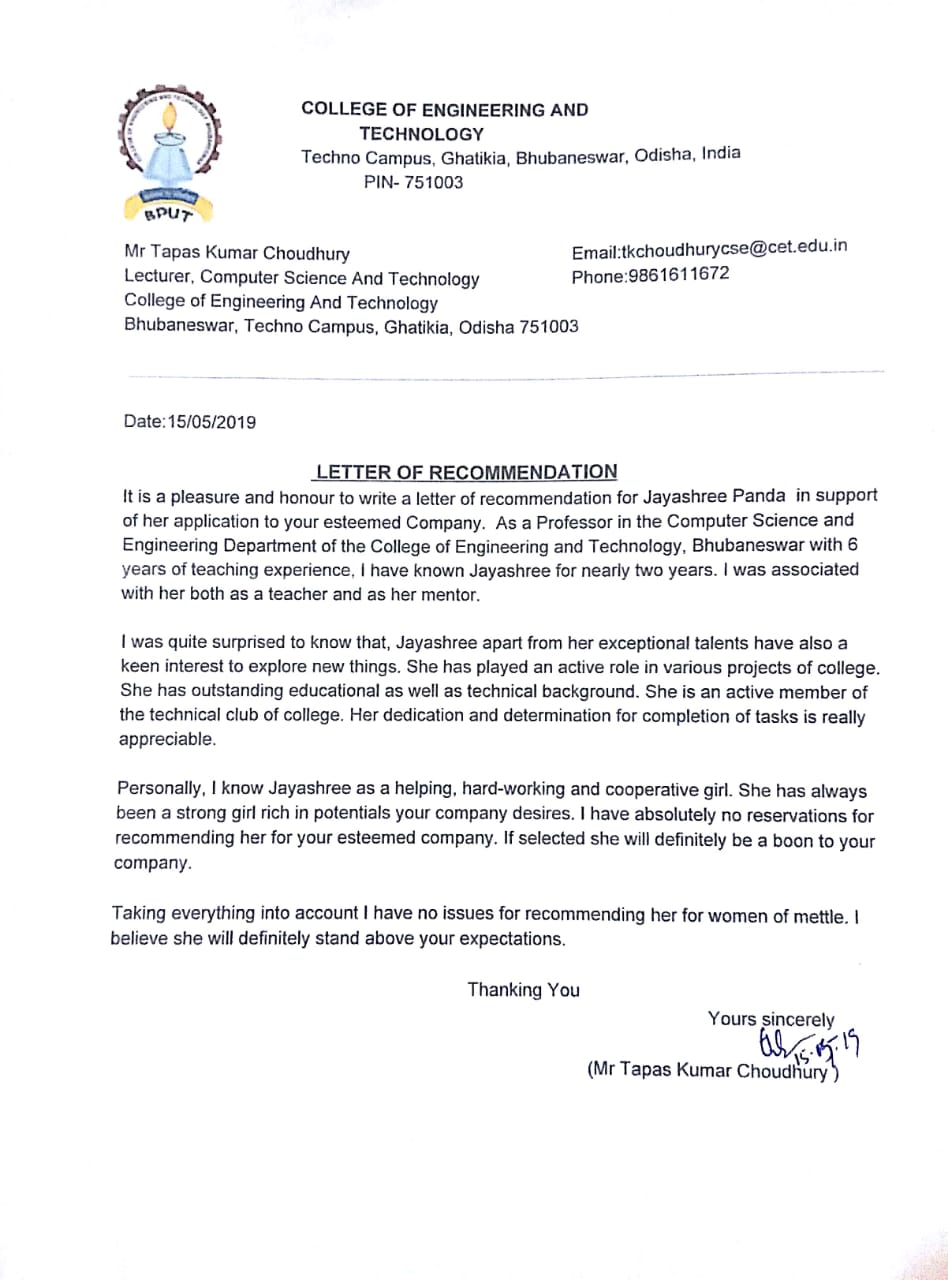 COLLEGE OF ENGINEERING AND
TECHNOLOGY
Techno Campus, Ghatikia, Bhubaneswar, Odisha, India
PIN- 751003
BPUT
Mr Tapas Kumar Choudhury
Email:tkchoudhurycse@cet.edu.in
Lecturer, Computer Science And Technology
Phone:9861611672
College of Engineering And Technology
Bhubaneswar, Techno Campus, Ghatikia, Odisha 751003
Date:15/05/2019
LETTER OF RECOMMENDATION
It is a pleasure and honour to write a letter of recommendation for Jayashree Panda in support
of her application to your esteemed Company. As a Professor in the Computer Science and
Engineering Department of the College of Engineering and Technology, Bhubaneswar with 6
years of teaching experience, I have known Jayashree for nearly two years. I was associated
with her both as a teacher and as her mentor.
I was quite surprised to know that, Jayashree apart from her exceptional talents have also a
keen interest to explore new things. She has played an active role in various projects of college.
She has outstanding educational as well as technical background. She is an active member of
the technical club of college. Her dedication and determination for completion of tasks is really
appreciable.
Personally, I know Jayashree as a helping, hard-working and cooperative girl. She has always
been a strong girl rich in potentials your company desires. I have absolutely no reservations for
recommending her for your esteemed company. If selected she will definitely be a boon to your
company.
Taking everything into account I have no issues for recommending her for women of mettle. I
believe she will definitely stand above your expectations.
Thanking You
Yours sincerely
15.05.19
(Mr Tapas Kumar Choudhury )